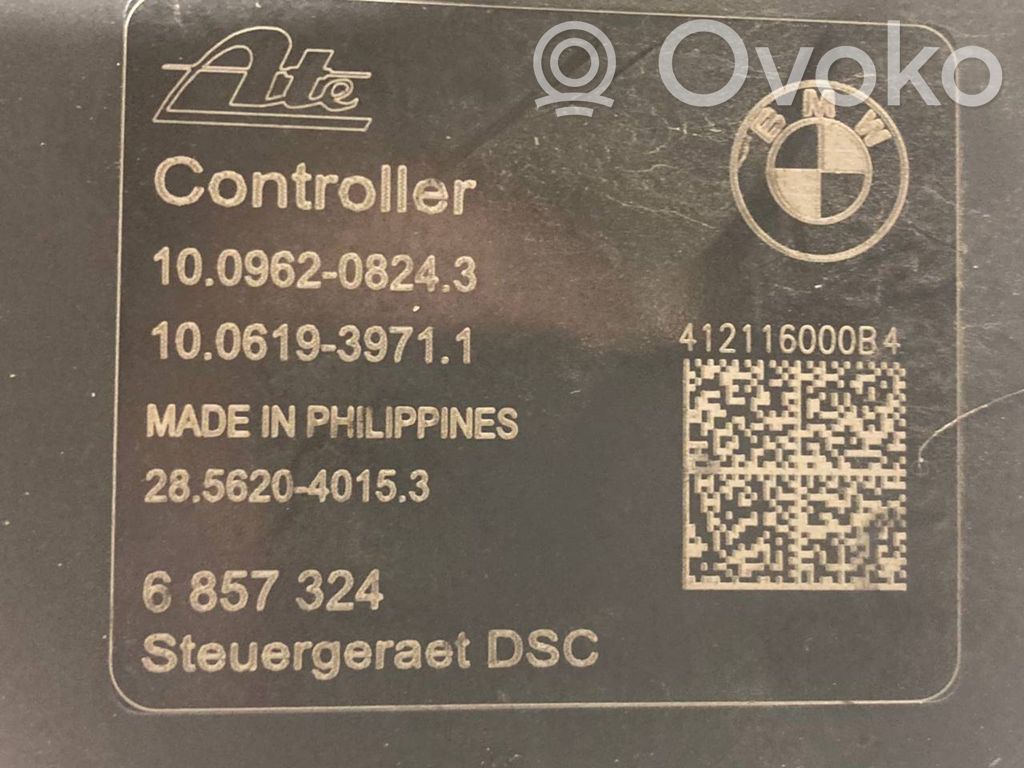 Ate
Ovoko
BMW
Controller
10.0962-0824.3
10.0619-3971.1
412116000B4
MADE IN PHILIPPINES
28.5620-4015.3
6 857 324
Steuergeraet DSC